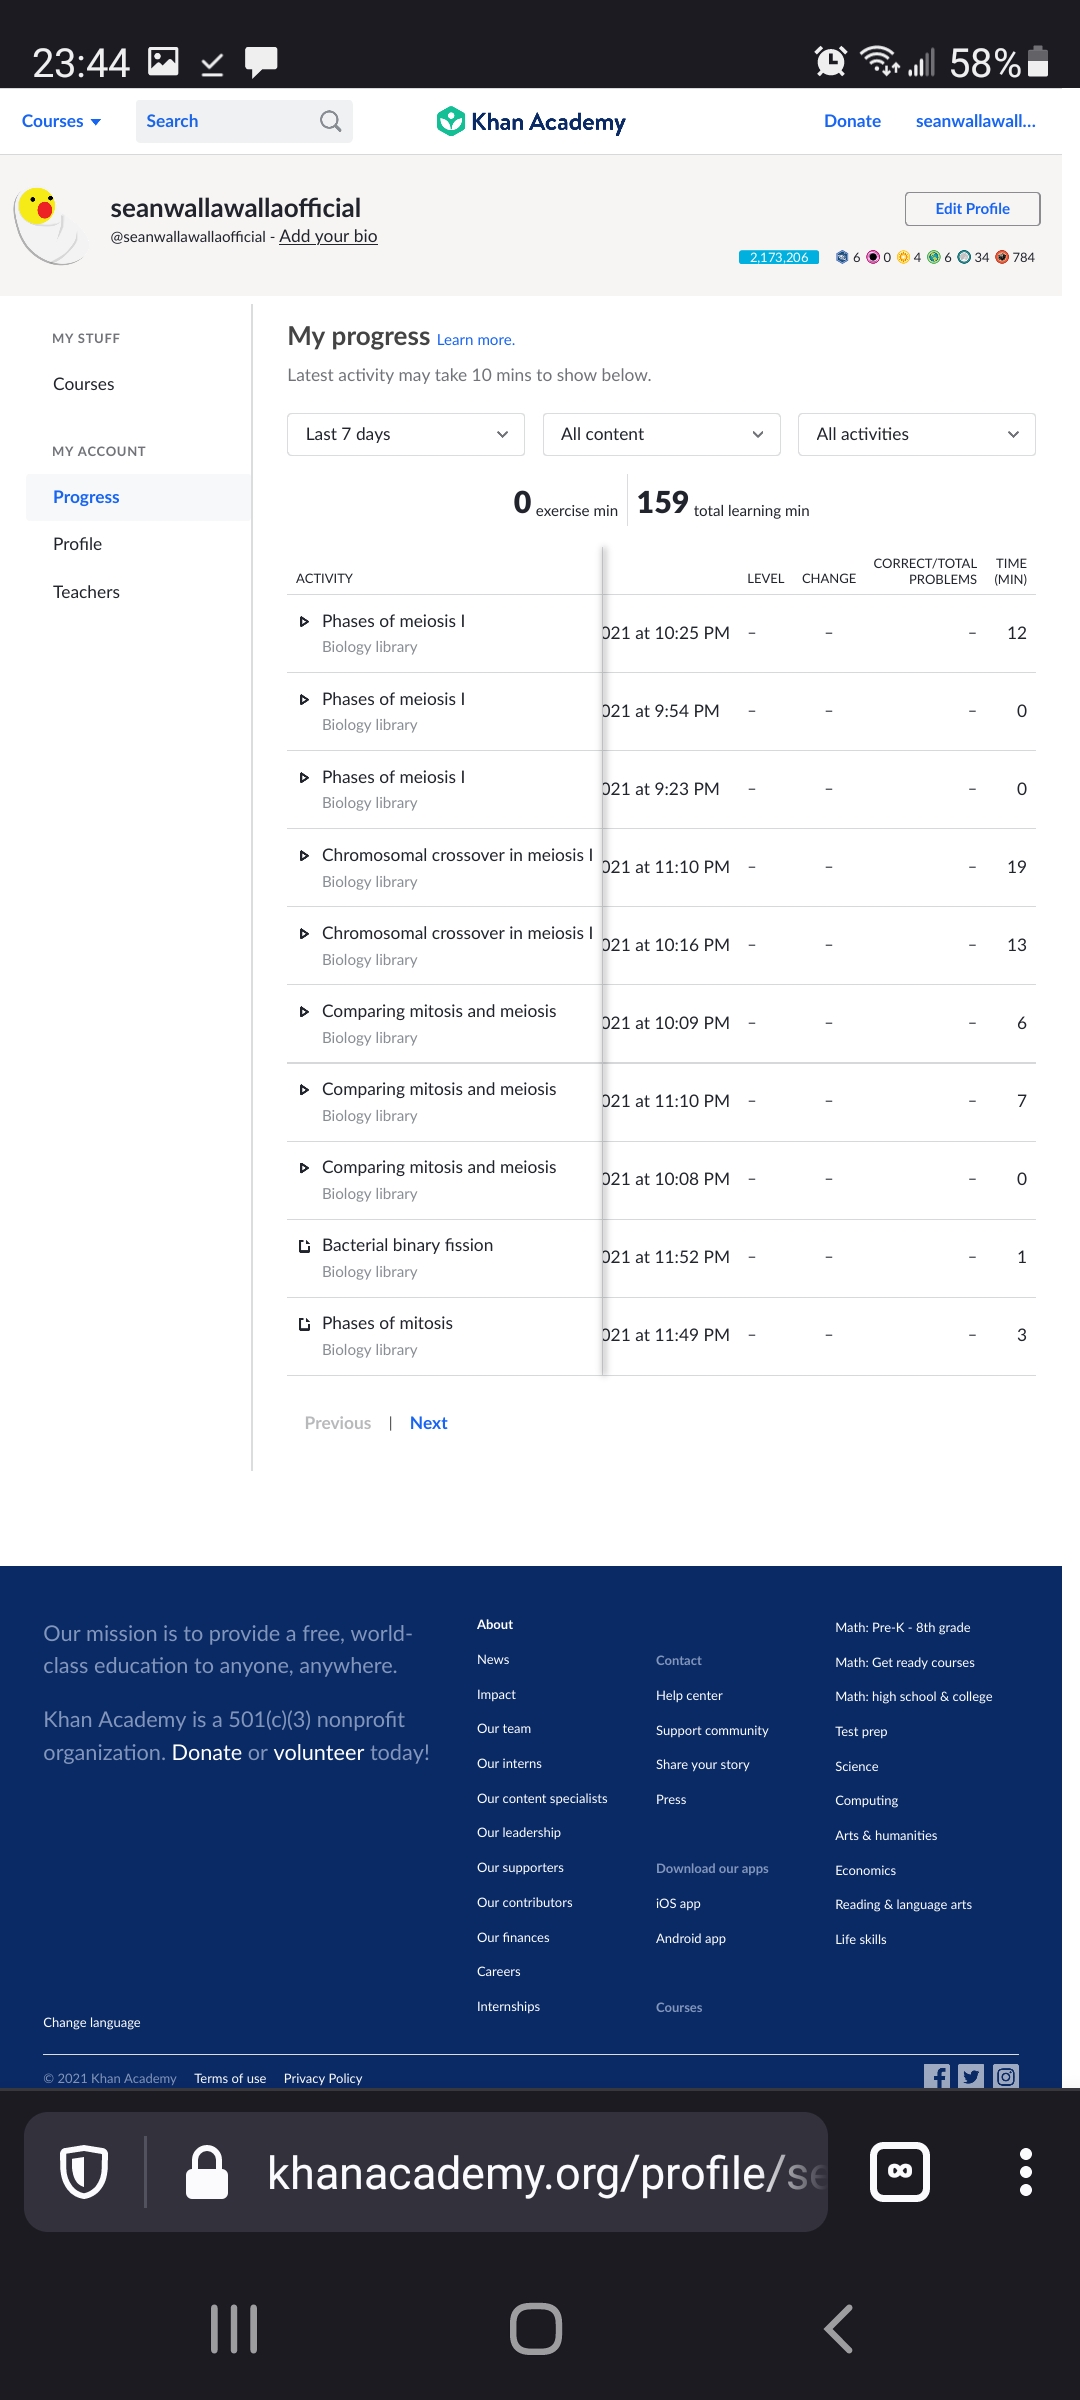 23:44 58%
Courses Search Khan Academy Donate seanwallawall...
seanwallawallaofficial
@seanwallawallaofficial - Add your bio
Edit Profile
2,173,206 6 0 4 6 34 784
MY STUFF
Courses
MY ACCOUNT
Progress
Profile
Teachers
My progress Learn more.
Latest activity may take 10 mins to show below.
Last 7 days All content All activities
0 exercise min 159 total learning min
ACTIVITY LEVEL CHANGE CORRECT/TOTAL PROBLEMS TIME (MIN)
Phases of meiosis I
Biology library
021 at 10:25 PM – – – 12
Phases of meiosis I
Biology library
021 at 9:54 PM – – – 0
Phases of meiosis I
Biology library
021 at 9:23 PM – – – 0
Chromosomal crossover in meiosis I
Biology library
021 at 11:10 PM – – – 19
Chromosomal crossover in meiosis I
Biology library
021 at 10:16 PM – – – 13
Comparing mitosis and meiosis
Biology library
021 at 10:09 PM – – – 6
Comparing mitosis and meiosis
Biology library
021 at 11:10 PM – – – 7
Comparing mitosis and meiosis
Biology library
021 at 10:08 PM – – – 0
Bacterial binary fission
Biology library
021 at 11:52 PM – – – 1
Phases of mitosis
Biology library
021 at 11:49 PM – – – 3
Previous | Next
Our mission is to provide a free, world-
class education to anyone, anywhere.
Khan Academy is a 501(c)(3) nonprofit
organization. Donate or volunteer today!
About
News
Impact
Our team
Our interns
Our content specialists
Our leadership
Our supporters
Our contributors
Our finances
Careers
Internships
Contact
Help center
Support community
Share your story
Press
Download our apps
iOS app
Android app
Courses
Math: Pre-K - 8th grade
Math: Get ready courses
Math: high school & college
Test prep
Science
Computing
Arts & humanities
Economics
Reading & language arts
Life skills
Change language
© 2021 Khan Academy Terms of use Privacy Policy
khanacademy.org/profile/se